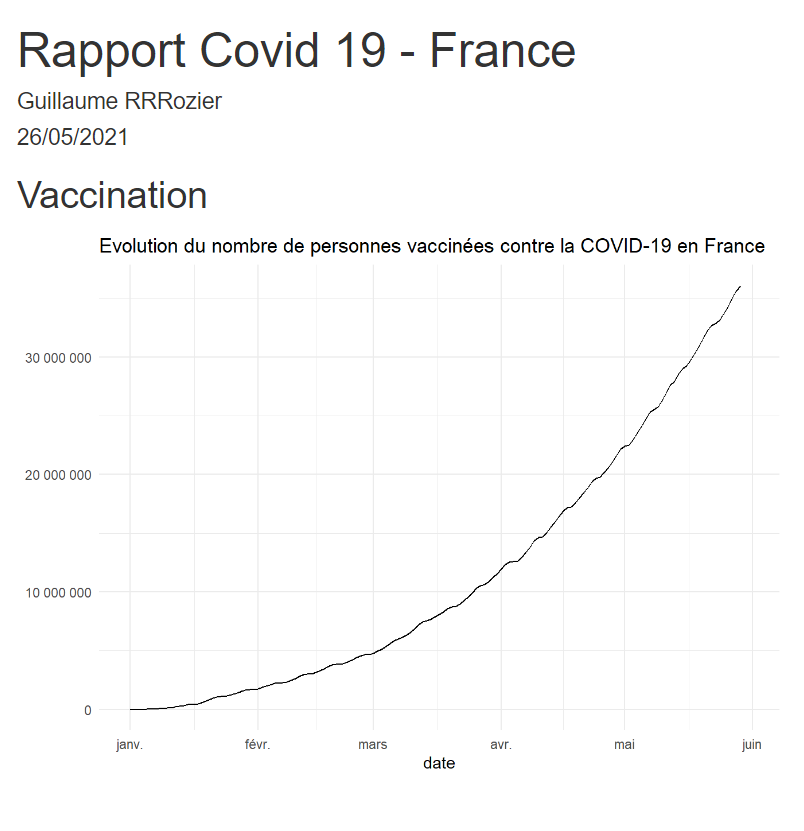 Rapport Covid 19 - France
Guillaume RRRozier
26/05/2021
Vaccination
Evolution du nombre de personnes vaccinées contre la COVID-19 en France
30 000 000
20 000 000
10 000 000
0
janv. févr. mars avr. mai juin
date